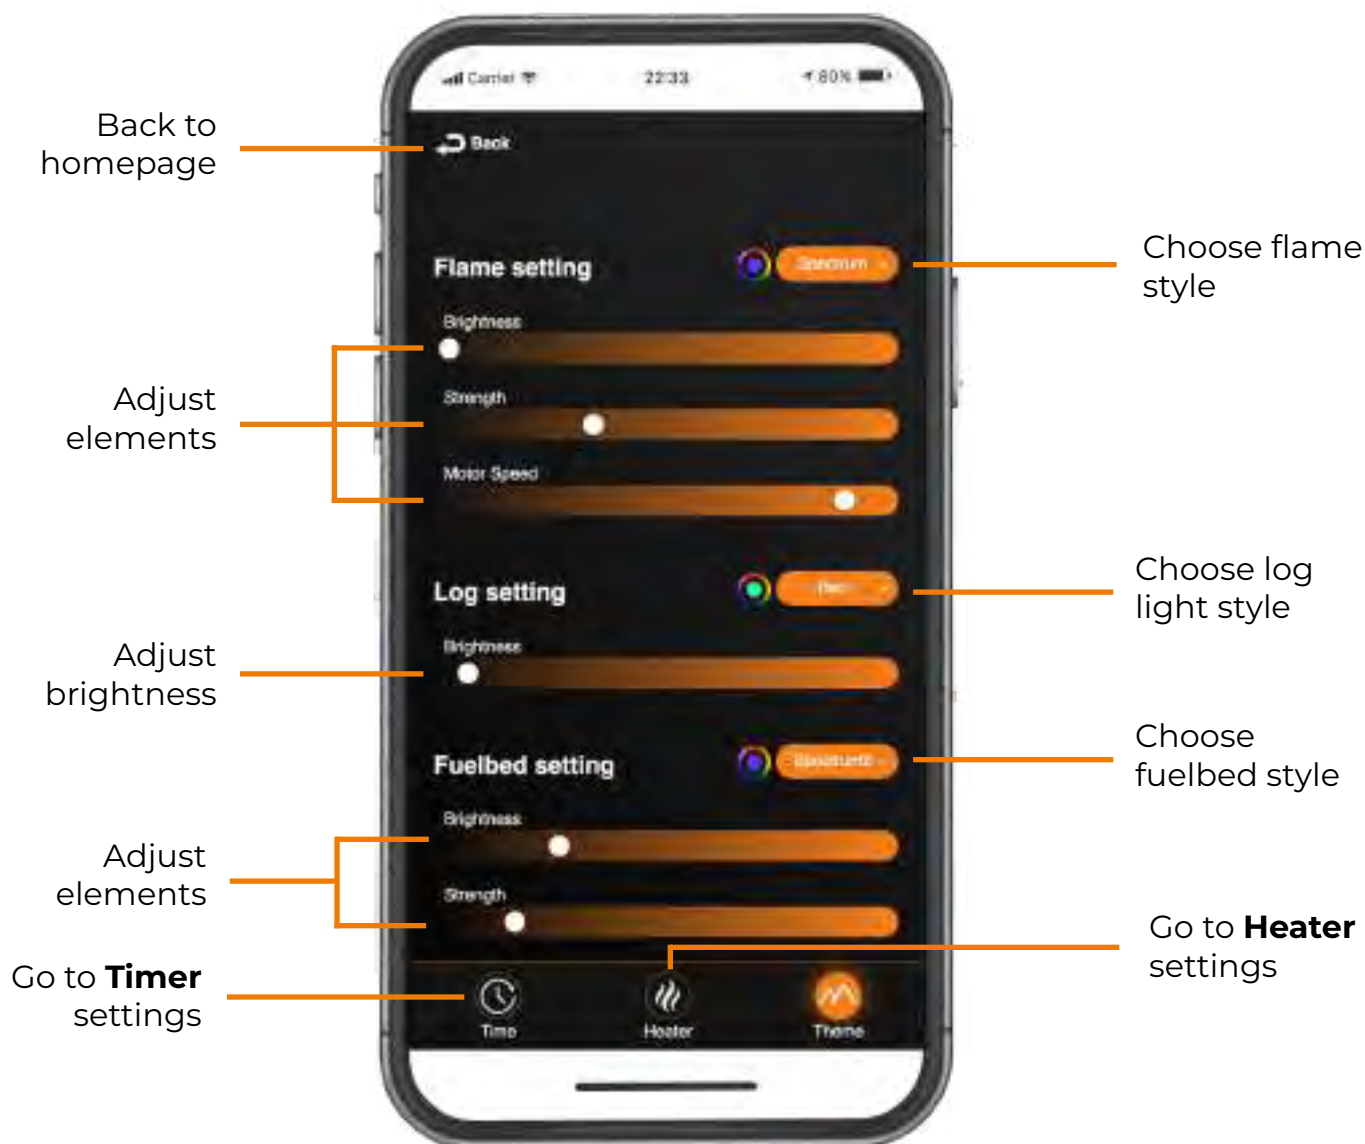 Carrier
22:33
80%
Back to
homepage
Back
Flame setting
Spectrum
Choose flame
style
Brightness
Adjust
elements
Strength
Motor Speed
Log setting
Choose log
light style
Adjust
brightness
Brightness
Fuelbed setting
Choose
fuelbed style
Brightness
Adjust
elements
Strength
Go to Timer
settings
Go to Heater
settings
Time
Heater
Theme